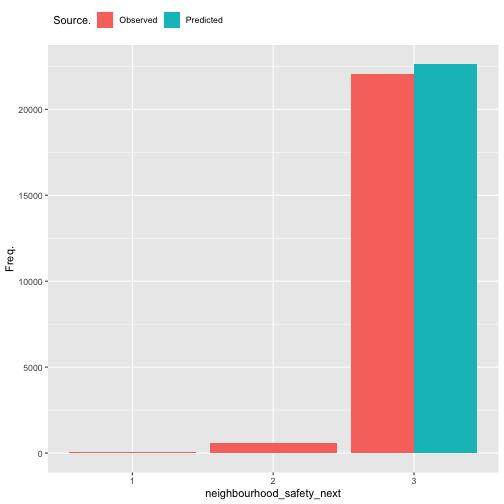 Source. Observed Predicted
20000
15000
10000
5000
0
Freq.
1 2 3
neighbourhood_safety_next